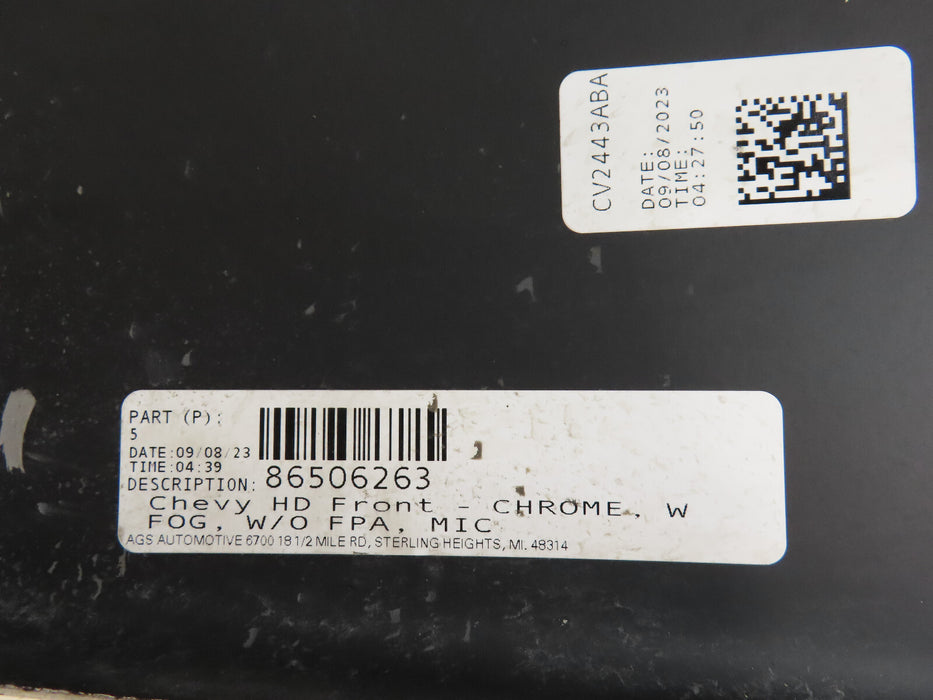 CV2443ABA
DATE:
09/08/2023
TIME:
04:27:50
PART (P):
5
DATE:09/08/23
TIME:04:39
DESCRIPTION: 86506263
Chevy HD Front - CHROME, W
FOG, W/O FPA, MIC
AGS AUTOMOTIVE 6700 18 1/2 MILE RD, STERLING HEIGHTS, MI. 48314